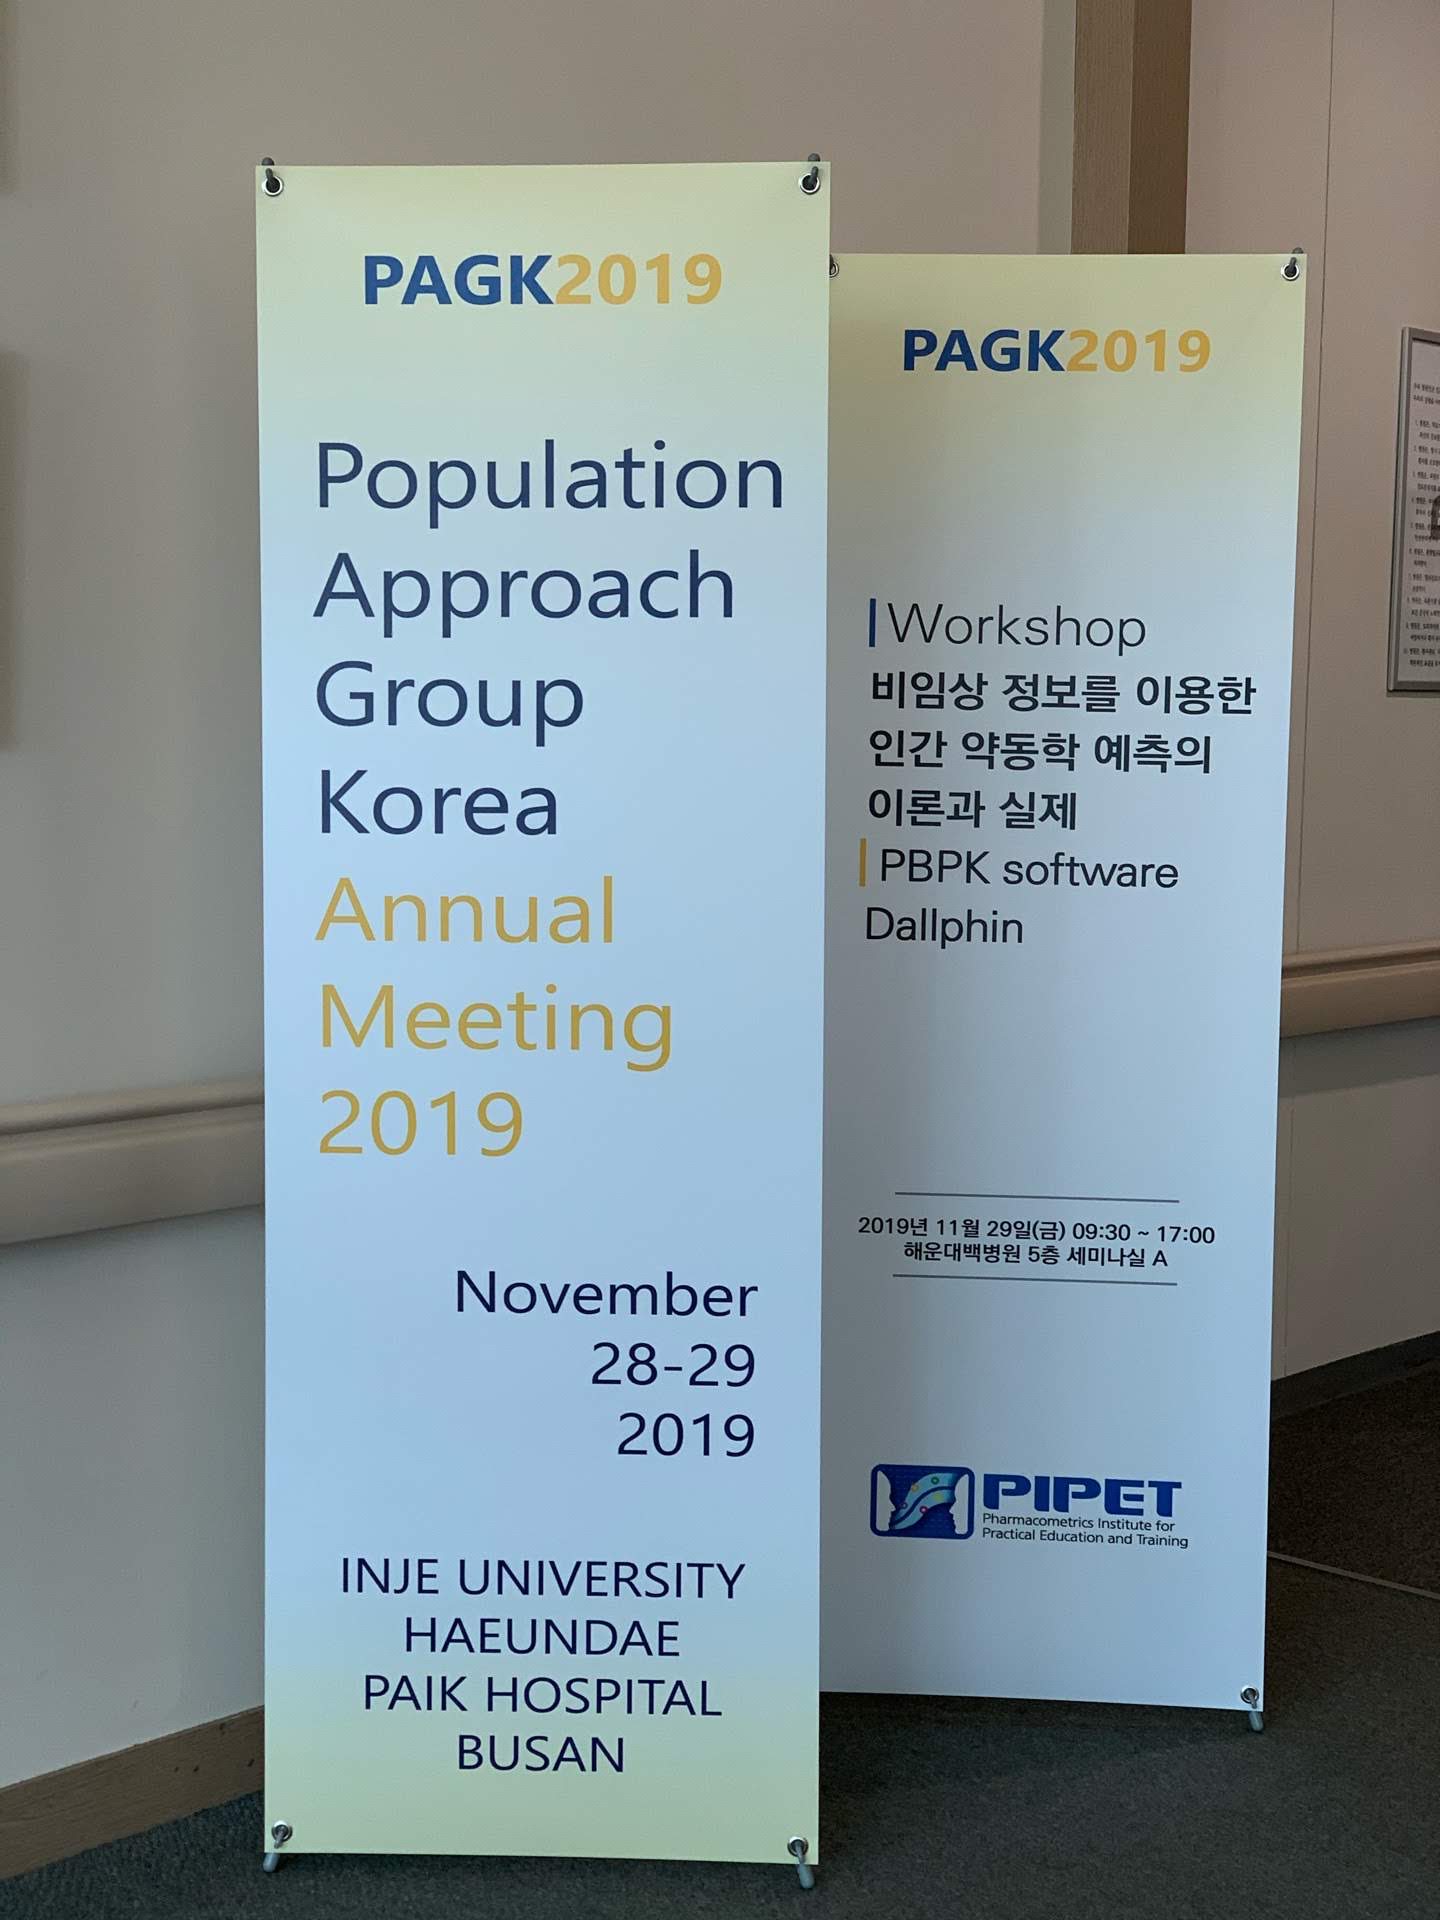 PAGK2019
Population
Approach
Group
Korea
Annual
Meeting
2019
November
28-29
2019
INJE UNIVERSITY
HAEUNDAE
PAIK HOSPITAL
BUSAN
PAGK2019
Workshop
비임상 정보를 이용한
인간 약동학 예측의
이론과 실제
PBPK software
Dallphin
2019년 11월 29일(금) 09:30 ~ 17:00
해운대백병원 5층 세미나실 A
PIPET
Pharmacometrics Institute for
Practical Education and Training